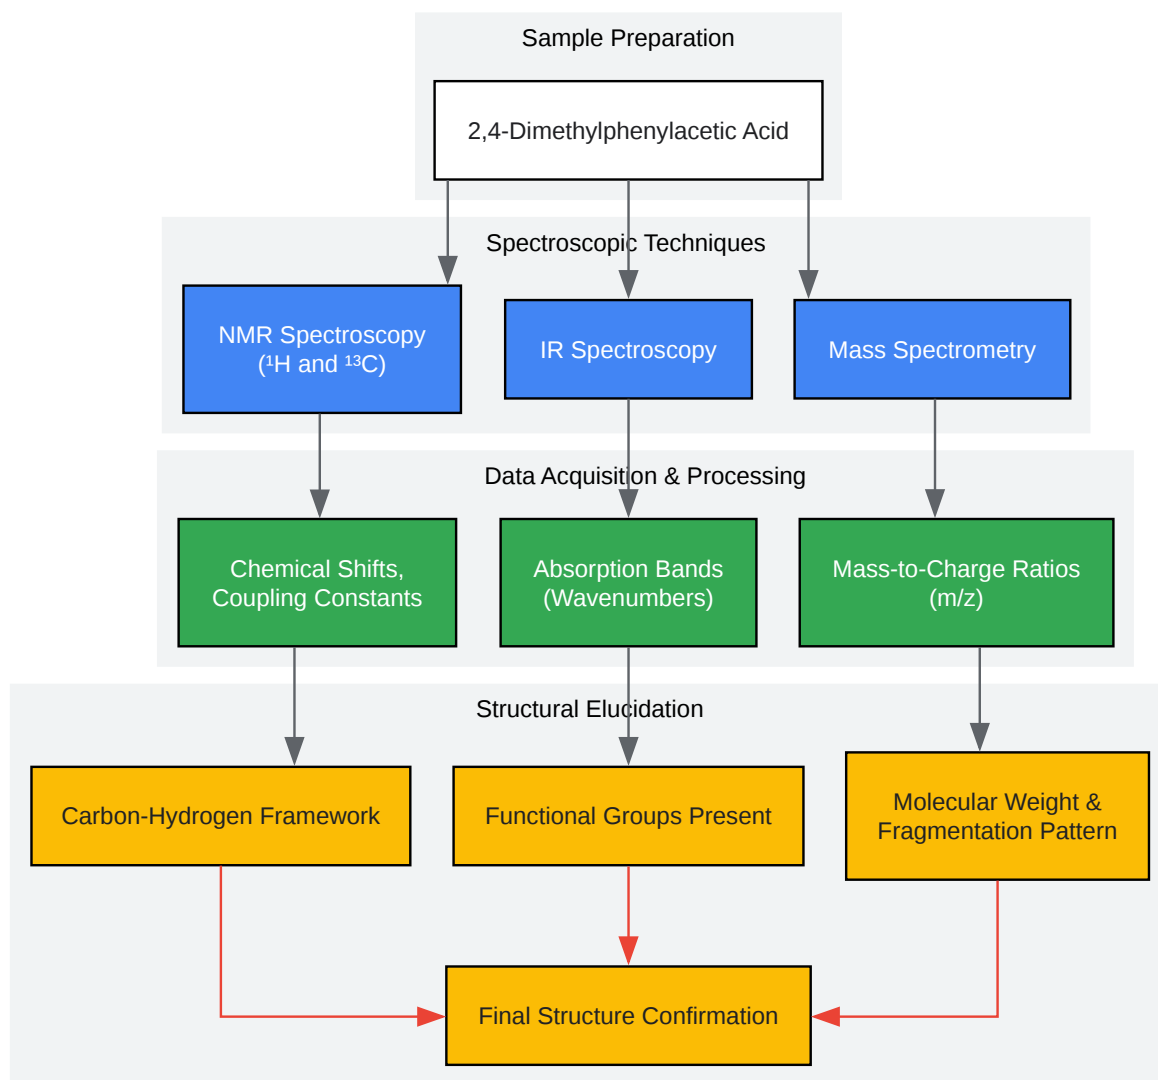 Sample Preparation
2,4-Dimethylphenylacetic Acid
Spectroscopic Techniques
NMR Spectroscopy
(¹H and ¹³C)
IR Spectroscopy
Mass Spectrometry
Data Acquisition & Processing
Chemical Shifts,
Coupling Constants
Absorption Bands
(Wavenumbers)
Mass-to-Charge Ratios
(m/z)
Structural Elucidation
Carbon-Hydrogen Framework
Functional Groups Present
Molecular Weight &
Fragmentation Pattern
Final Structure Confirmation